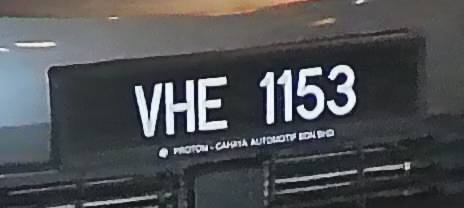 VHE 1153
PROTON - CAHAYA AUTOMOTIF SDN BHD